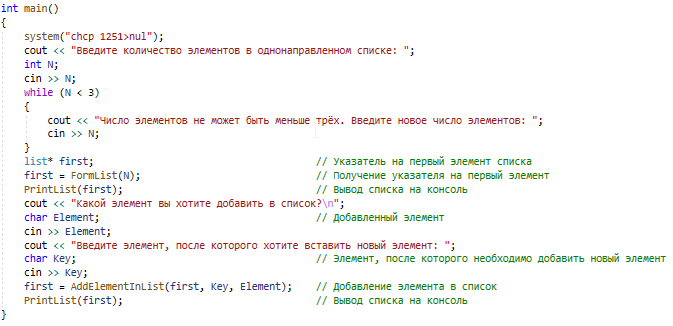 int main()
{
system("chcp 1251>nul");
cout << "Введите количество элементов в однонаправленном списке: ";
int N;
cin >> N;
while (N < 3)
{
cout << "Число элементов не может быть меньше трёх. Введите новое число элементов: ";
cin >> N;
}
list* first; // Указатель на первый элемент списка
first = FormList(N); // Получение указателя на первый элемент
PrintList(first); // Вывод списка на консоль
cout << "Какой элемент вы хотите добавить в список?\n";
char Element; // Добавленный элемент
cin >> Element;
cout << "Введите элемент, после которого хотите вставить новый элемент: ";
char Key; // Элемент, после которого необходимо добавить новый элемент
cin >> Key;
first = AddElementInList(first, Key, Element); // Добавление элемента в список
PrintList(first); // Вывод списка на консоль
}